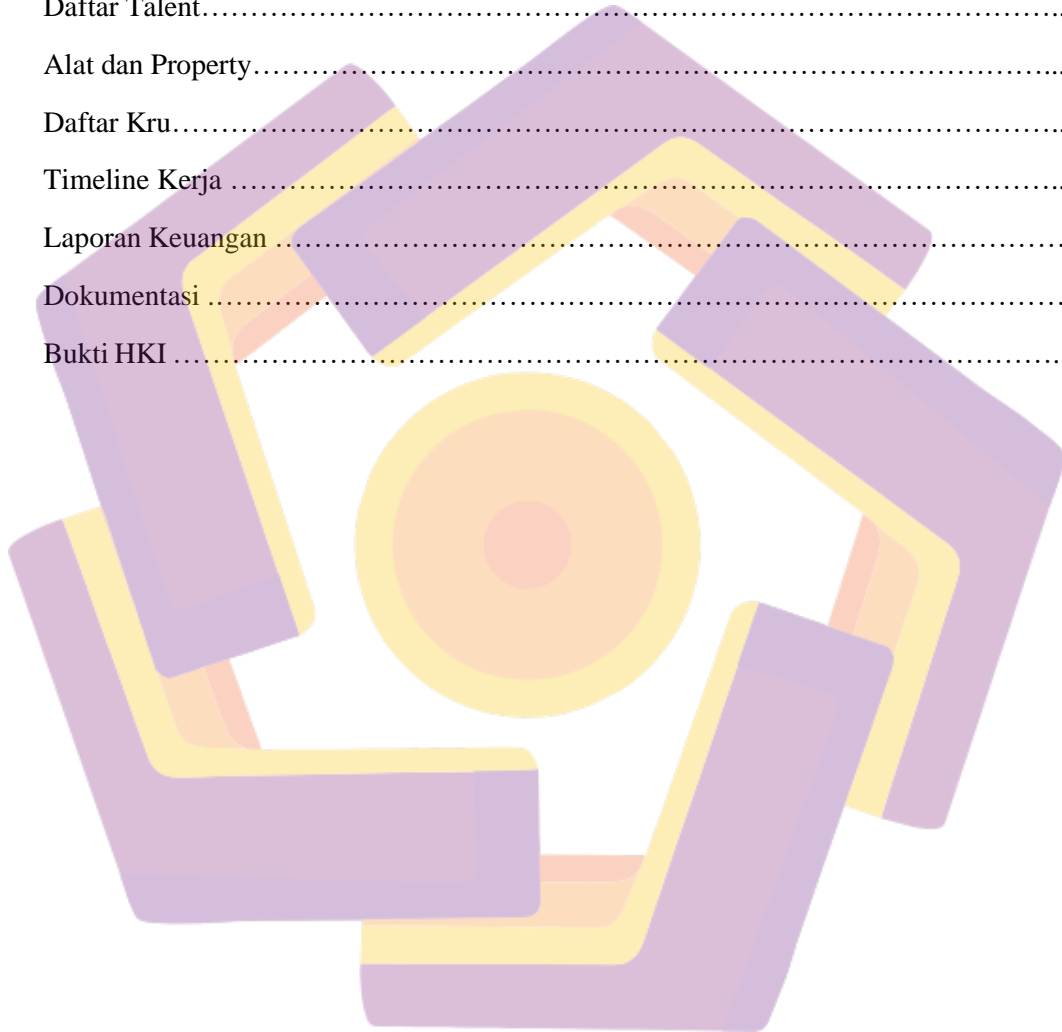 Daftar Talent……………………………………………………………………..
Alat dan Property……………………………………………………………...
Daftar Kru……………………………………………………………………..
Timeline Kerja ………………………………………………………………..
Laporan Keuangan ……………………………………………………………
Dokumentasi ..…………………………………………………………………
Bukti HKI ………………………………………………………………………